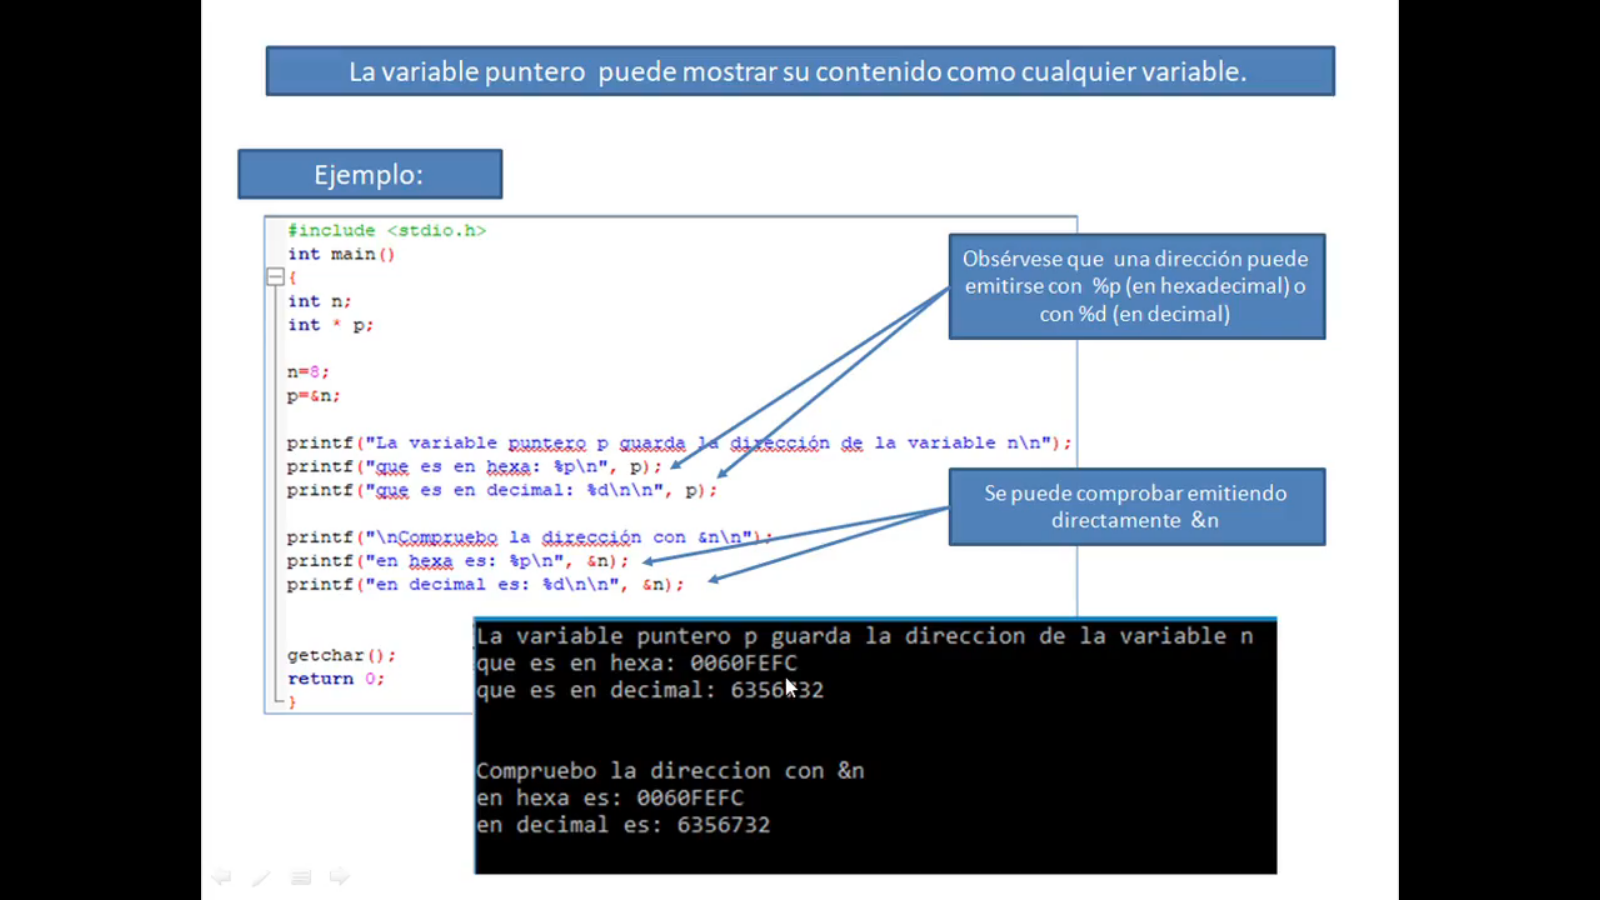 La variable puntero puede mostrar su contenido como cualquier variable.
Ejemplo:
#include <stdio.h>
int main()
{
int n;
int * p;
n=8;
p=&n;
printf("La variable puntero p guarda la dirección de la variable n\n");
printf("que es en hexa: %p\n", p);
printf("que es en decimal: %d\n\n", p);
printf("\nCompruebo la dirección con &n\n");
printf("en hexa es: %p\n", &n);
printf("en decimal es: %d\n\n", &n);
getchar();
return 0;
}
Obsérvese que una dirección puede
emitirse con %p (en hexadecimal) o
con %d (en decimal)
Se puede comprobar emitiendo
directamente &n
La variable puntero p guarda la direccion de la variable n
que es en hexa: 0060FEFC
que es en decimal: 6356732
Compruebo la direccion con &n
en hexa es: 0060FEFC
en decimal es: 6356732